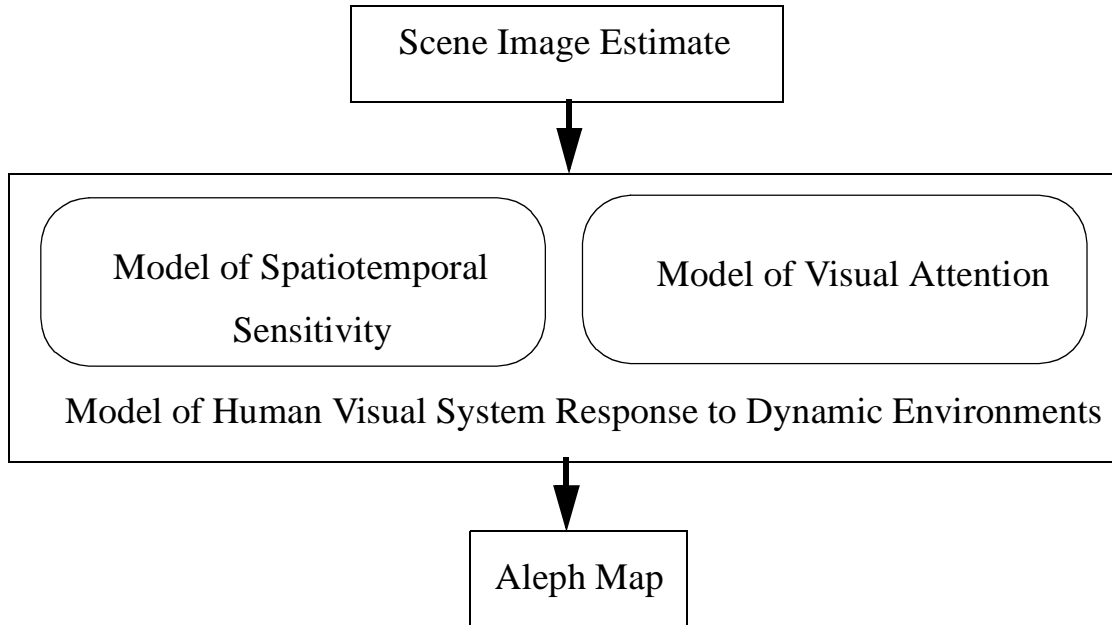 Scene Image Estimate
Model of Spatiotemporal
Sensitivity
Model of Visual Attention
Model of Human Visual System Response to Dynamic Environments
Aleph Map